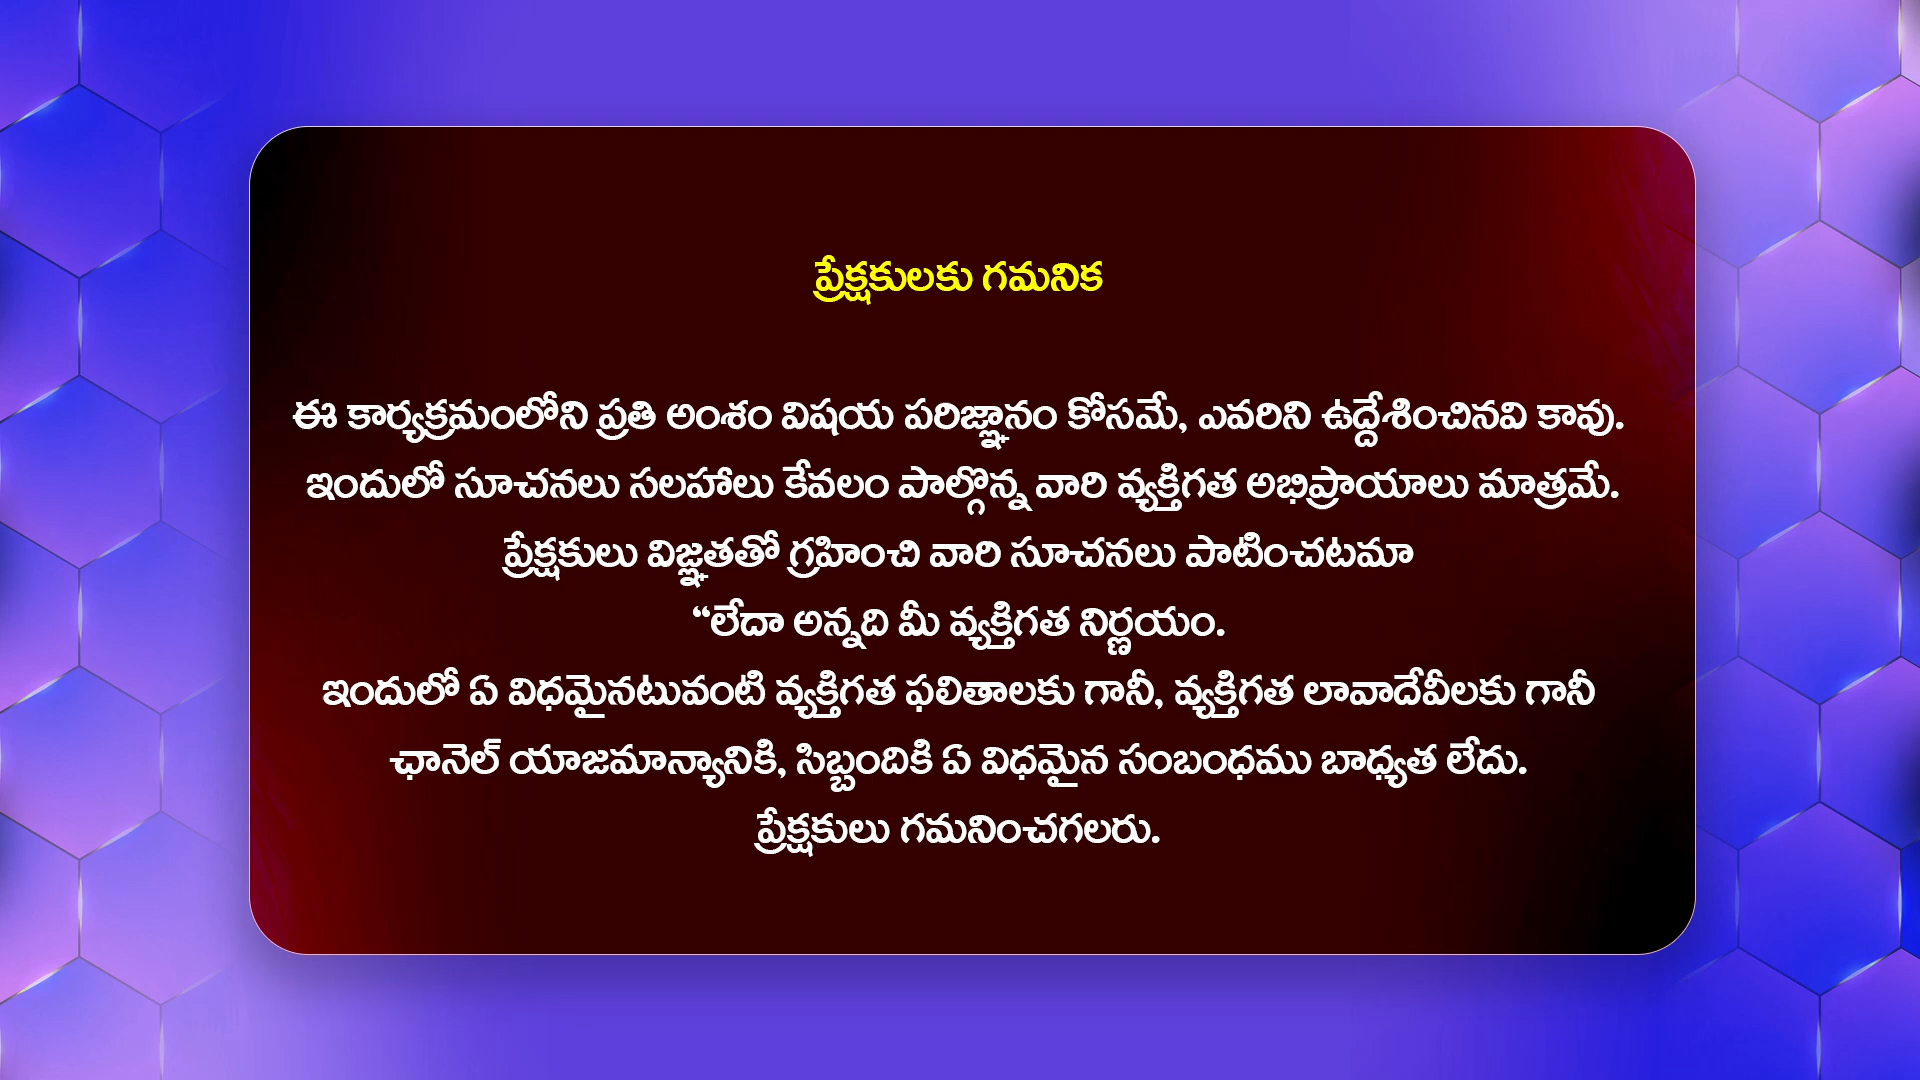 ప్రేక్షకులకు గమనిక
ఈ కార్యక్రమంలోని ప్రతి అంశం విషయ పరిజ్ఞానం కోసమే, ఎవరిని ఉద్దేశించినవి కావు.
ఇందులో సూచనలు సలహాలు కేవలం పాల్గొన్న వారి వ్యక్తిగత అభిప్రాయాలు మాత్రమే.
ప్రేక్షకులు విజ్ఞతతో గ్రహించి వారి సూచనలు పాటించటమా
“లేదా అన్నది మీ వ్యక్తిగత నిర్ణయం.
ఇందులో ఏ విధమైనటువంటి వ్యక్తిగత ఫలితాలకు గానీ, వ్యక్తిగత లావాదేవీలకు గానీ
ఛానెల్ యాజమాన్యానికి, సిబ్బందికి ఏ విధమైన సంబంధము బాధ్యత లేదు.
ప్రేక్షకులు గమనించగలరు.